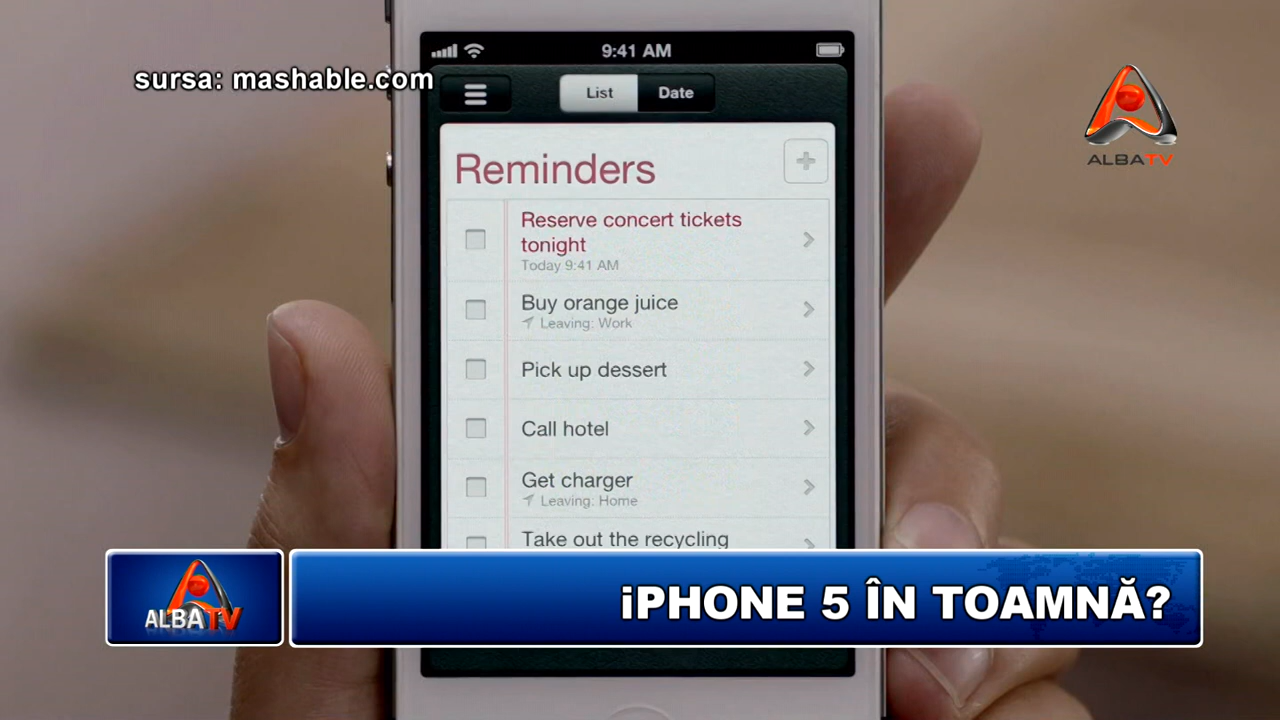 9:41 AM
sursa: mashable.com
List
Date
ALBATV
Reminders
Reserve concert tickets
tonight
Today 9:41 AM
Buy orange juice
Leaving: Work
Pick up dessert
Call hotel
Get charger
Leaving: Home
Take out the recycling
ALBATV
iPHONE 5 ÎN TOAMNĂ?